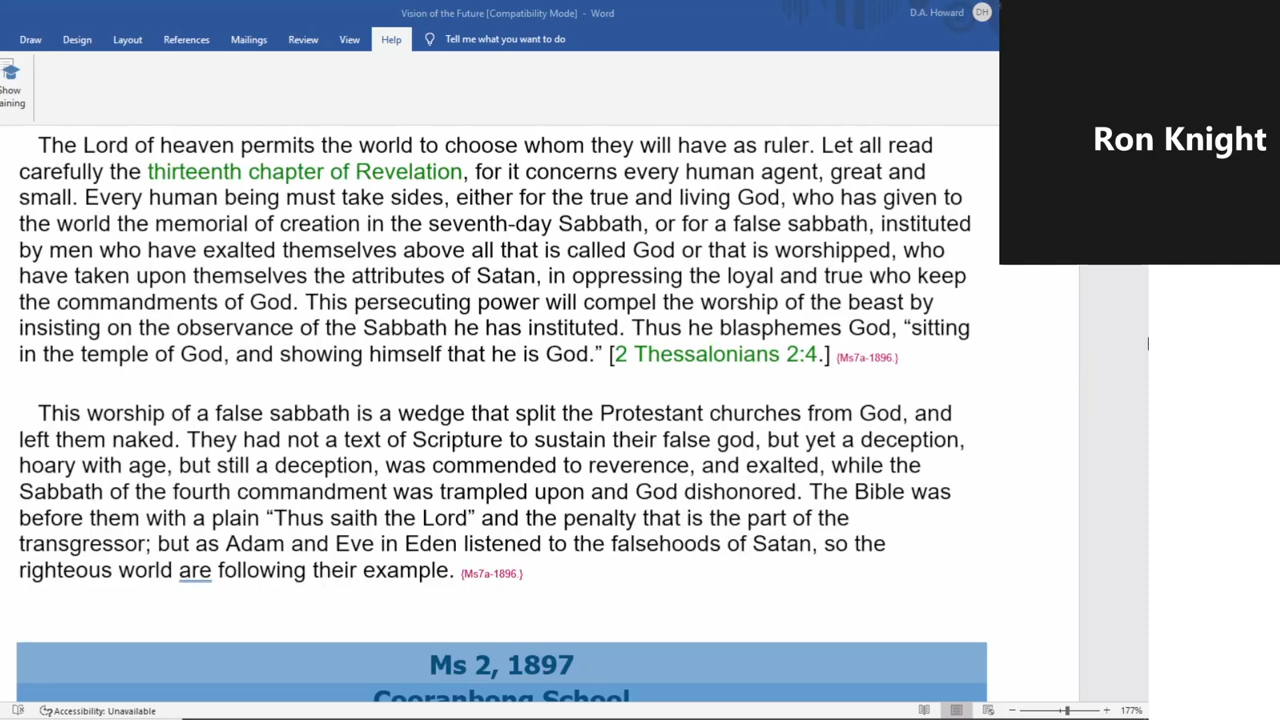 Vision of the Future [Compatibility Mode] - Word
D.A. Howard
DH
Draw
Design
Layout
References
Mailings
Review
View
Help
Tell me what you want to do
Show
aining
Ron Knight
The Lord of heaven permits the world to choose whom they will have as ruler. Let all read
carefully the thirteenth chapter of Revelation, for it concerns every human agent, great and
small. Every human being must take sides, either for the true and living God, who has given to
the world the memorial of creation in the seventh-day Sabbath, or for a false sabbath, instituted
by men who have exalted themselves above all that is called God or that is worshipped, who
have taken upon themselves the attributes of Satan, in oppressing the loyal and true who keep
the commandments of God. This persecuting power will compel the worship of the beast by
insisting on the observance of the Sabbath he has instituted. Thus he blasphemes God, “sitting
in the temple of God, and showing himself that he is God.” [2 Thessalonians 2:4.] {Ms7a-1896.}
This worship of a false sabbath is a wedge that split the Protestant churches from God, and
left them naked. They had not a text of Scripture to sustain their false god, but yet a deception,
hoary with age, but still a deception, was commended to reverence, and exalted, while the
Sabbath of the fourth commandment was trampled upon and God dishonored. The Bible was
before them with a plain “Thus saith the Lord” and the penalty that is the part of the
transgressor; but as Adam and Eve in Eden listened to the falsehoods of Satan, so the
righteous world are following their example. {Ms7a-1896.}
Ms 2, 1897
Cooranbong School
Accessibility: Unavailable
177%